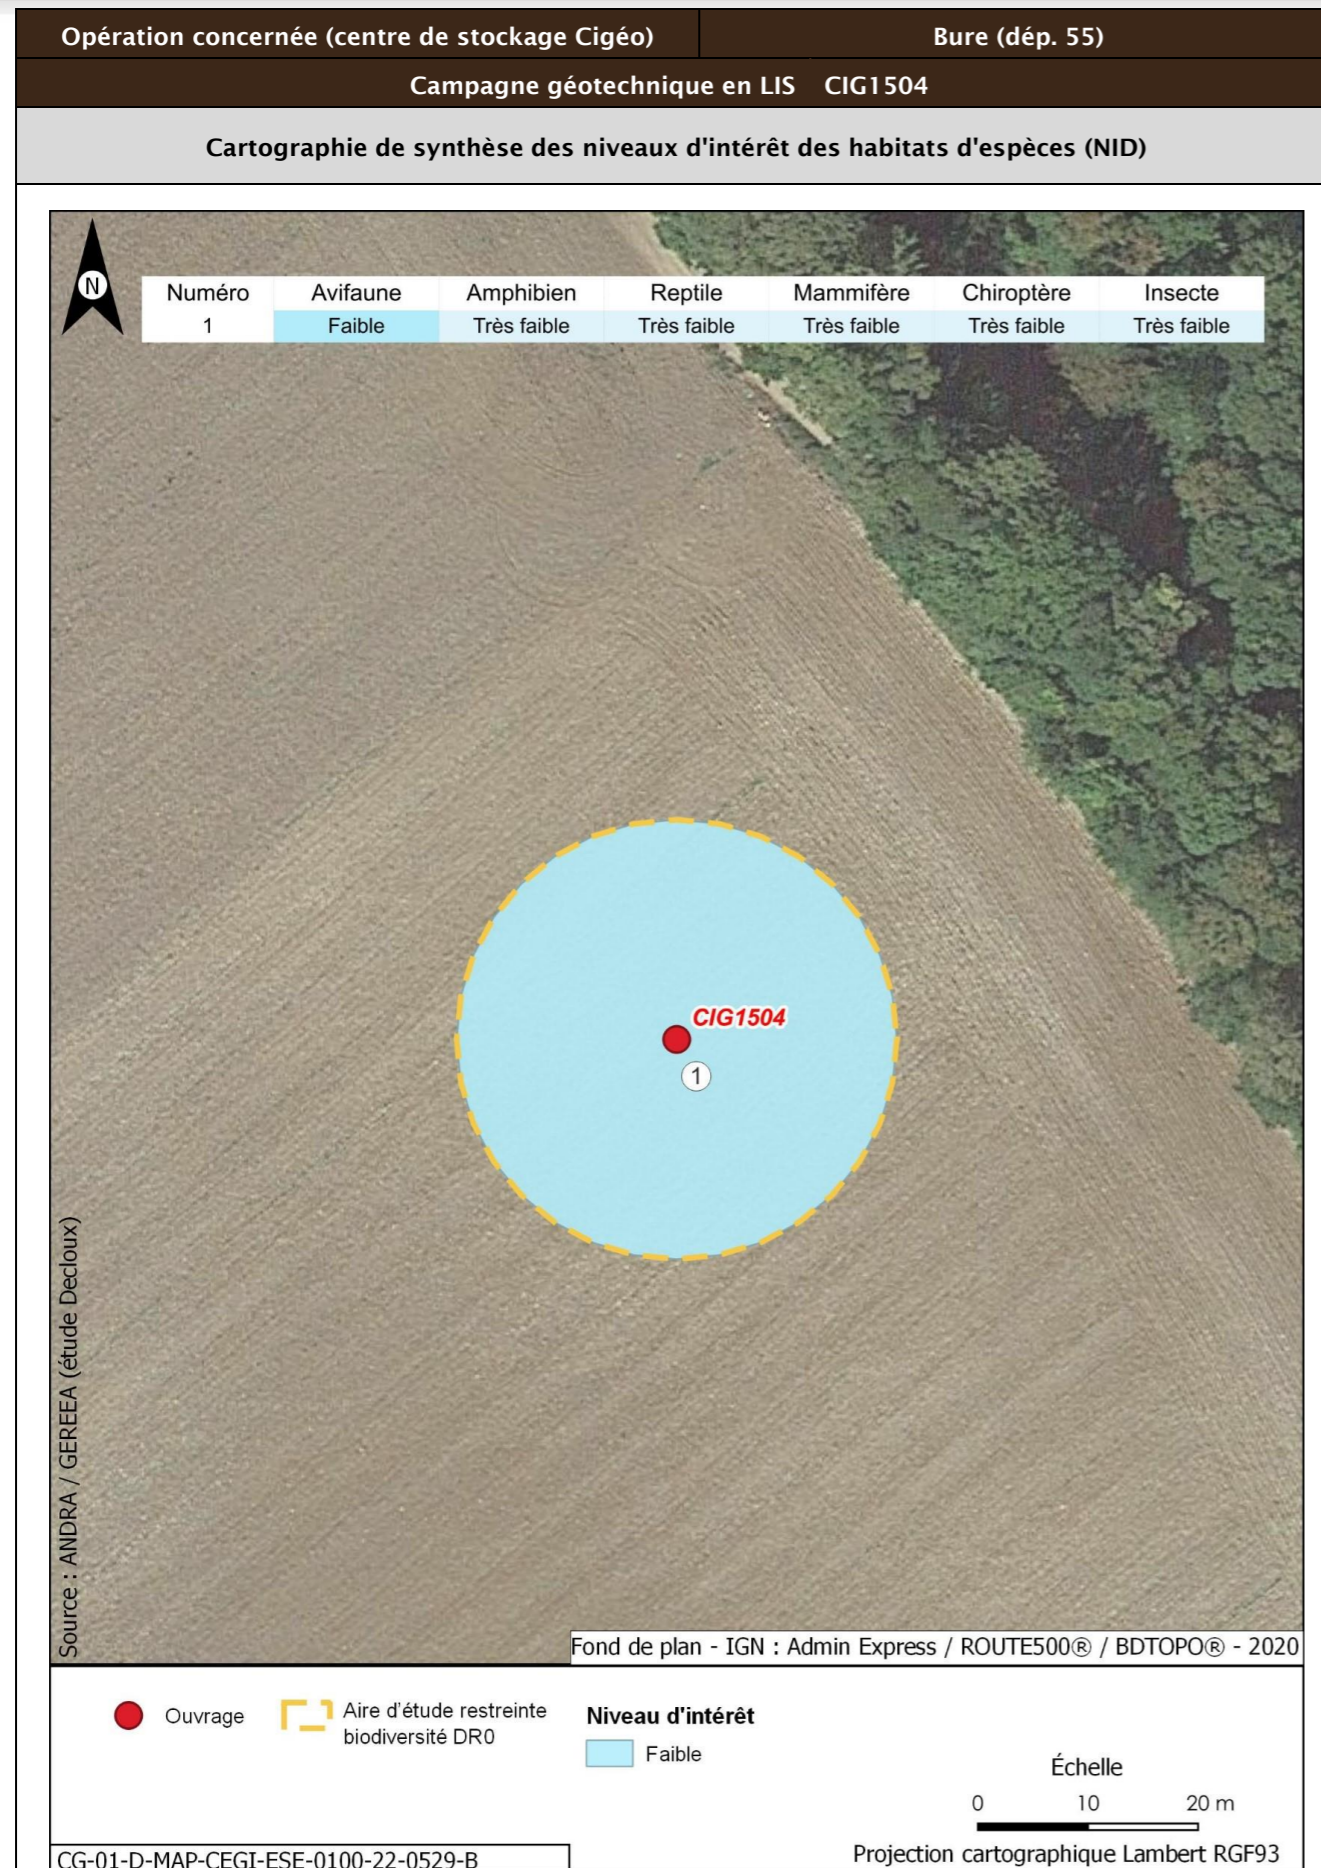 Opération concernée (centre de stockage Cigéo) Bure (dép. 55)
Campagne géotechnique en LIS CIG1504
Cartographie de synthèse des niveaux d'intérêt des habitats d'espèces (NID)
N
Numéro Avifaune Amphibien Reptile Mammifère Chiroptère Insecte
1 Faible Très faible Très faible Très faible Très faible Très faible
CIG1504
1
Source : ANDRA / GEREEA (étude Decloux)
Fond de plan - IGN : Admin Express / ROUTE500® / BDTOPO® - 2020
Ouvrage
Aire d'étude restreinte
biodiversité DR0
Niveau d'intérêt
Faible
Échelle
0 10 20 m
Projection cartographique Lambert RGF93
CG-01-D-MAP-CEGI-ESE-0100-22-0529-B